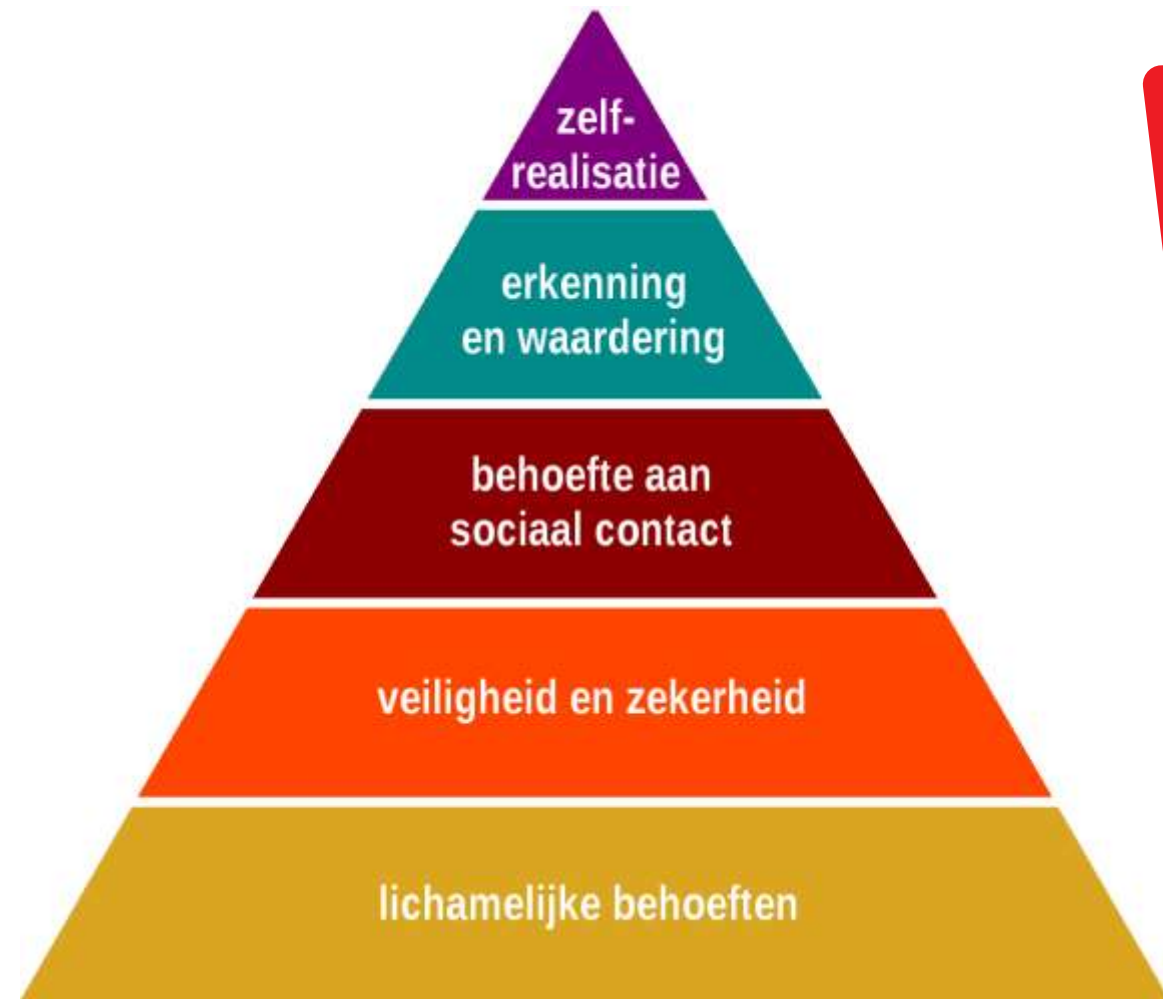 zelf-
realisatie
erkenning
en waardering
behoefte aan
sociaal contact
veiligheid en zekerheid
lichamelijke behoeften